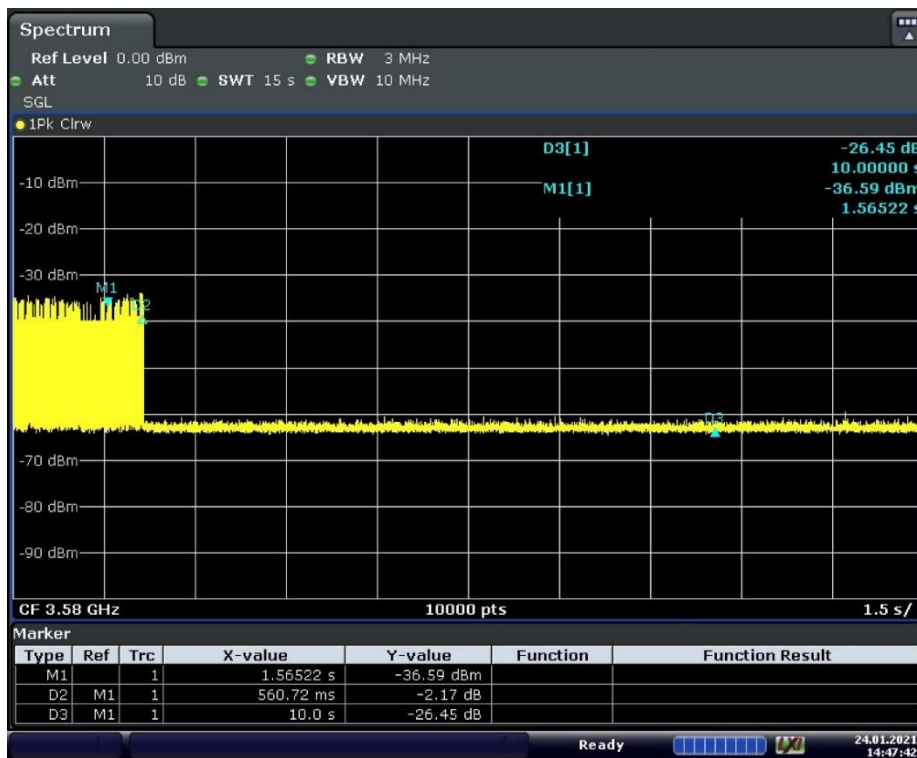 Spectrum
Ref Level 0.00 dBm RBW 3 MHz
Att 10 dB SWT 15 s VBW 10 MHz
SGL
1Pk Clrw
D3[1] -26.45 dB
10.00000 s
-10 dBm
M1[1] -36.59 dBm
1.56522 s
-20 dBm
-30 dBm
M1
D2
D3
-70 dBm
-80 dBm
-90 dBm
CF 3.58 GHz 10000 pts 1.5 s/
Marker
Type Ref Trc X-value Y-value Function Function Result
M1 1 1.56522 s -36.59 dBm
D2 M1 1 560.72 ms -2.17 dB
D3 M1 1 10.0 s -26.45 dB
Ready LXI 24.01.2021
14:47:42